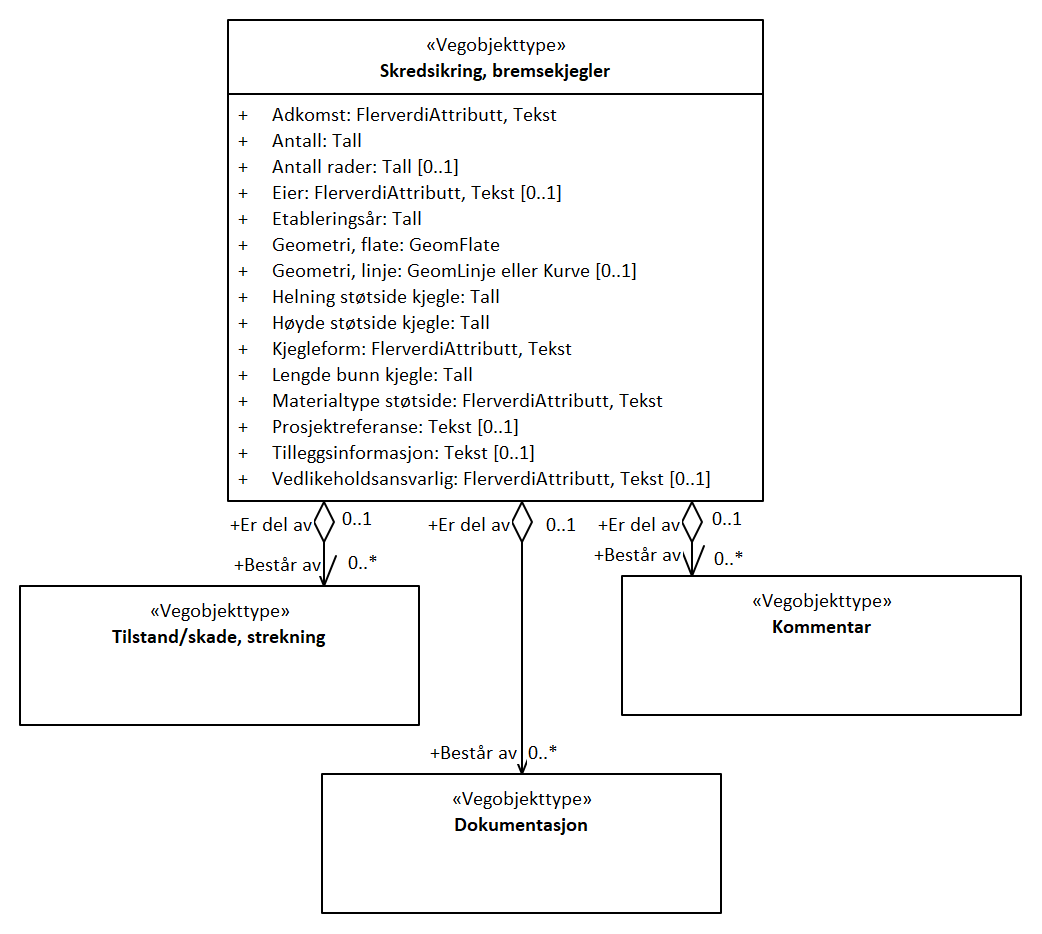 «Vegobjekttype»
Skredsikring, bremsekjegler
+ Adkomst: FlerverdiAttributt, Tekst
+ Antall: Tall
+ Antall rader: Tall [0..1]
+ Eier: FlerverdiAttributt, Tekst [0..1]
+ Etableringsår: Tall
+ Geometri, flate: GeomFlate
+ Geometri, linje: GeomLinje eller Kurve [0..1]
+ Helning støtside kjegle: Tall
+ Høyde støtside kjegle: Tall
+ Kjegleform: FlerverdiAttributt, Tekst
+ Lengde bunn kjegle: Tall
+ Materialtype støtside: FlerverdiAttributt, Tekst
+ Prosjektreferanse: Tekst [0..1]
+ Tilleggsinformasjon: Tekst [0..1]
+ Vedlikeholdsansvarlig: FlerverdiAttributt, Tekst [0..1]
+Er del av 0..1
+Består av 0..*
+Er del av 0..1
+Er del av 0..1
+Består av 0..*
«Vegobjekttype»
Tilstand/skade, strekning
«Vegobjekttype»
Kommentar
+Består av 0..*
«Vegobjekttype»
Dokumentasjon